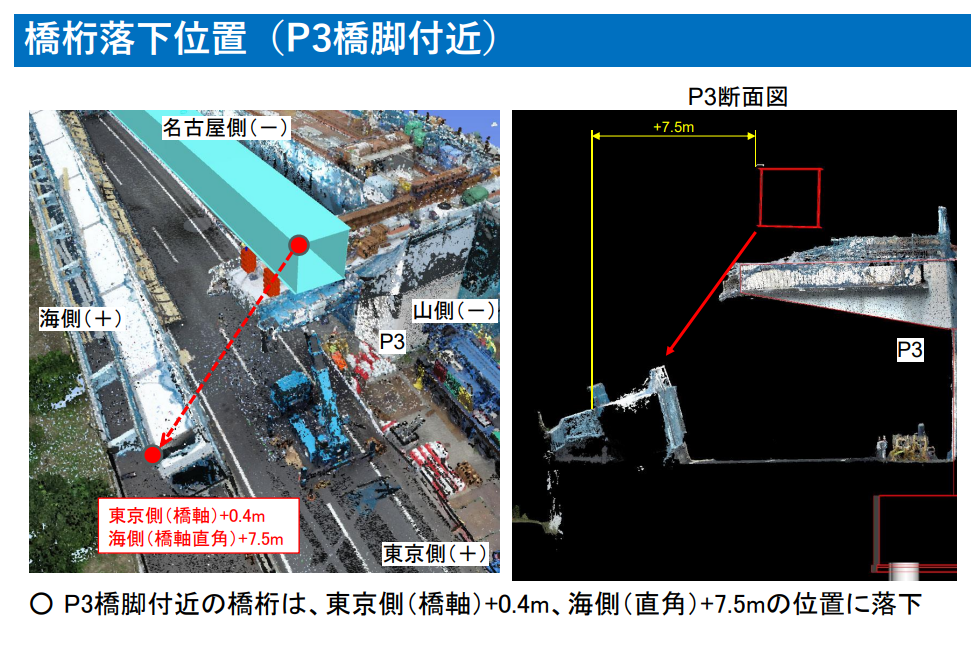 橋桁落下位置（P3橋脚付近）
P3断面図
名古屋側（－）
海側（＋）
山側（－）
P3
東京側（橋軸）+0.4m
海側（橋軸直角）+7.5m
東京側（＋）
+7.5m
P3
〇 P3橋脚付近の橋桁は、東京側（橋軸）+0.4m、海側（直角）+7.5mの位置に落下